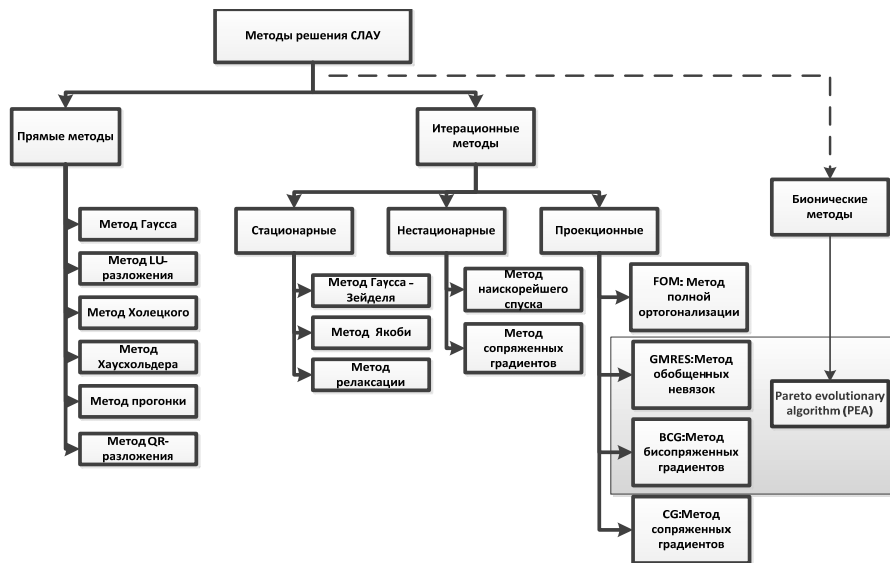 Методы решения СЛАУ
Прямые методы
Итерационные
методы
Бионические
методы
Стационарные
Нестационарные
Проекционные
Метод Гаусса
Метод LU-
разложения
Метод Холецкого
Метод
Хаусхольдера
Метод прогонки
Метод QR-
разложения
Метод Гаусса –
Зейделя
Метод Якоби
Метод
релаксации
Метод
наискорейшего
спуска
Метод
сопряженных
градиентов
FOM: Метод
полной
ортогонализации
GMRES:Метод
обобщенных
невязок
BCG:Метод
бисопряженных
градиентов
CG:Метод
сопряженных
градиентов
Pareto evolutionary
algorithm (PEA)